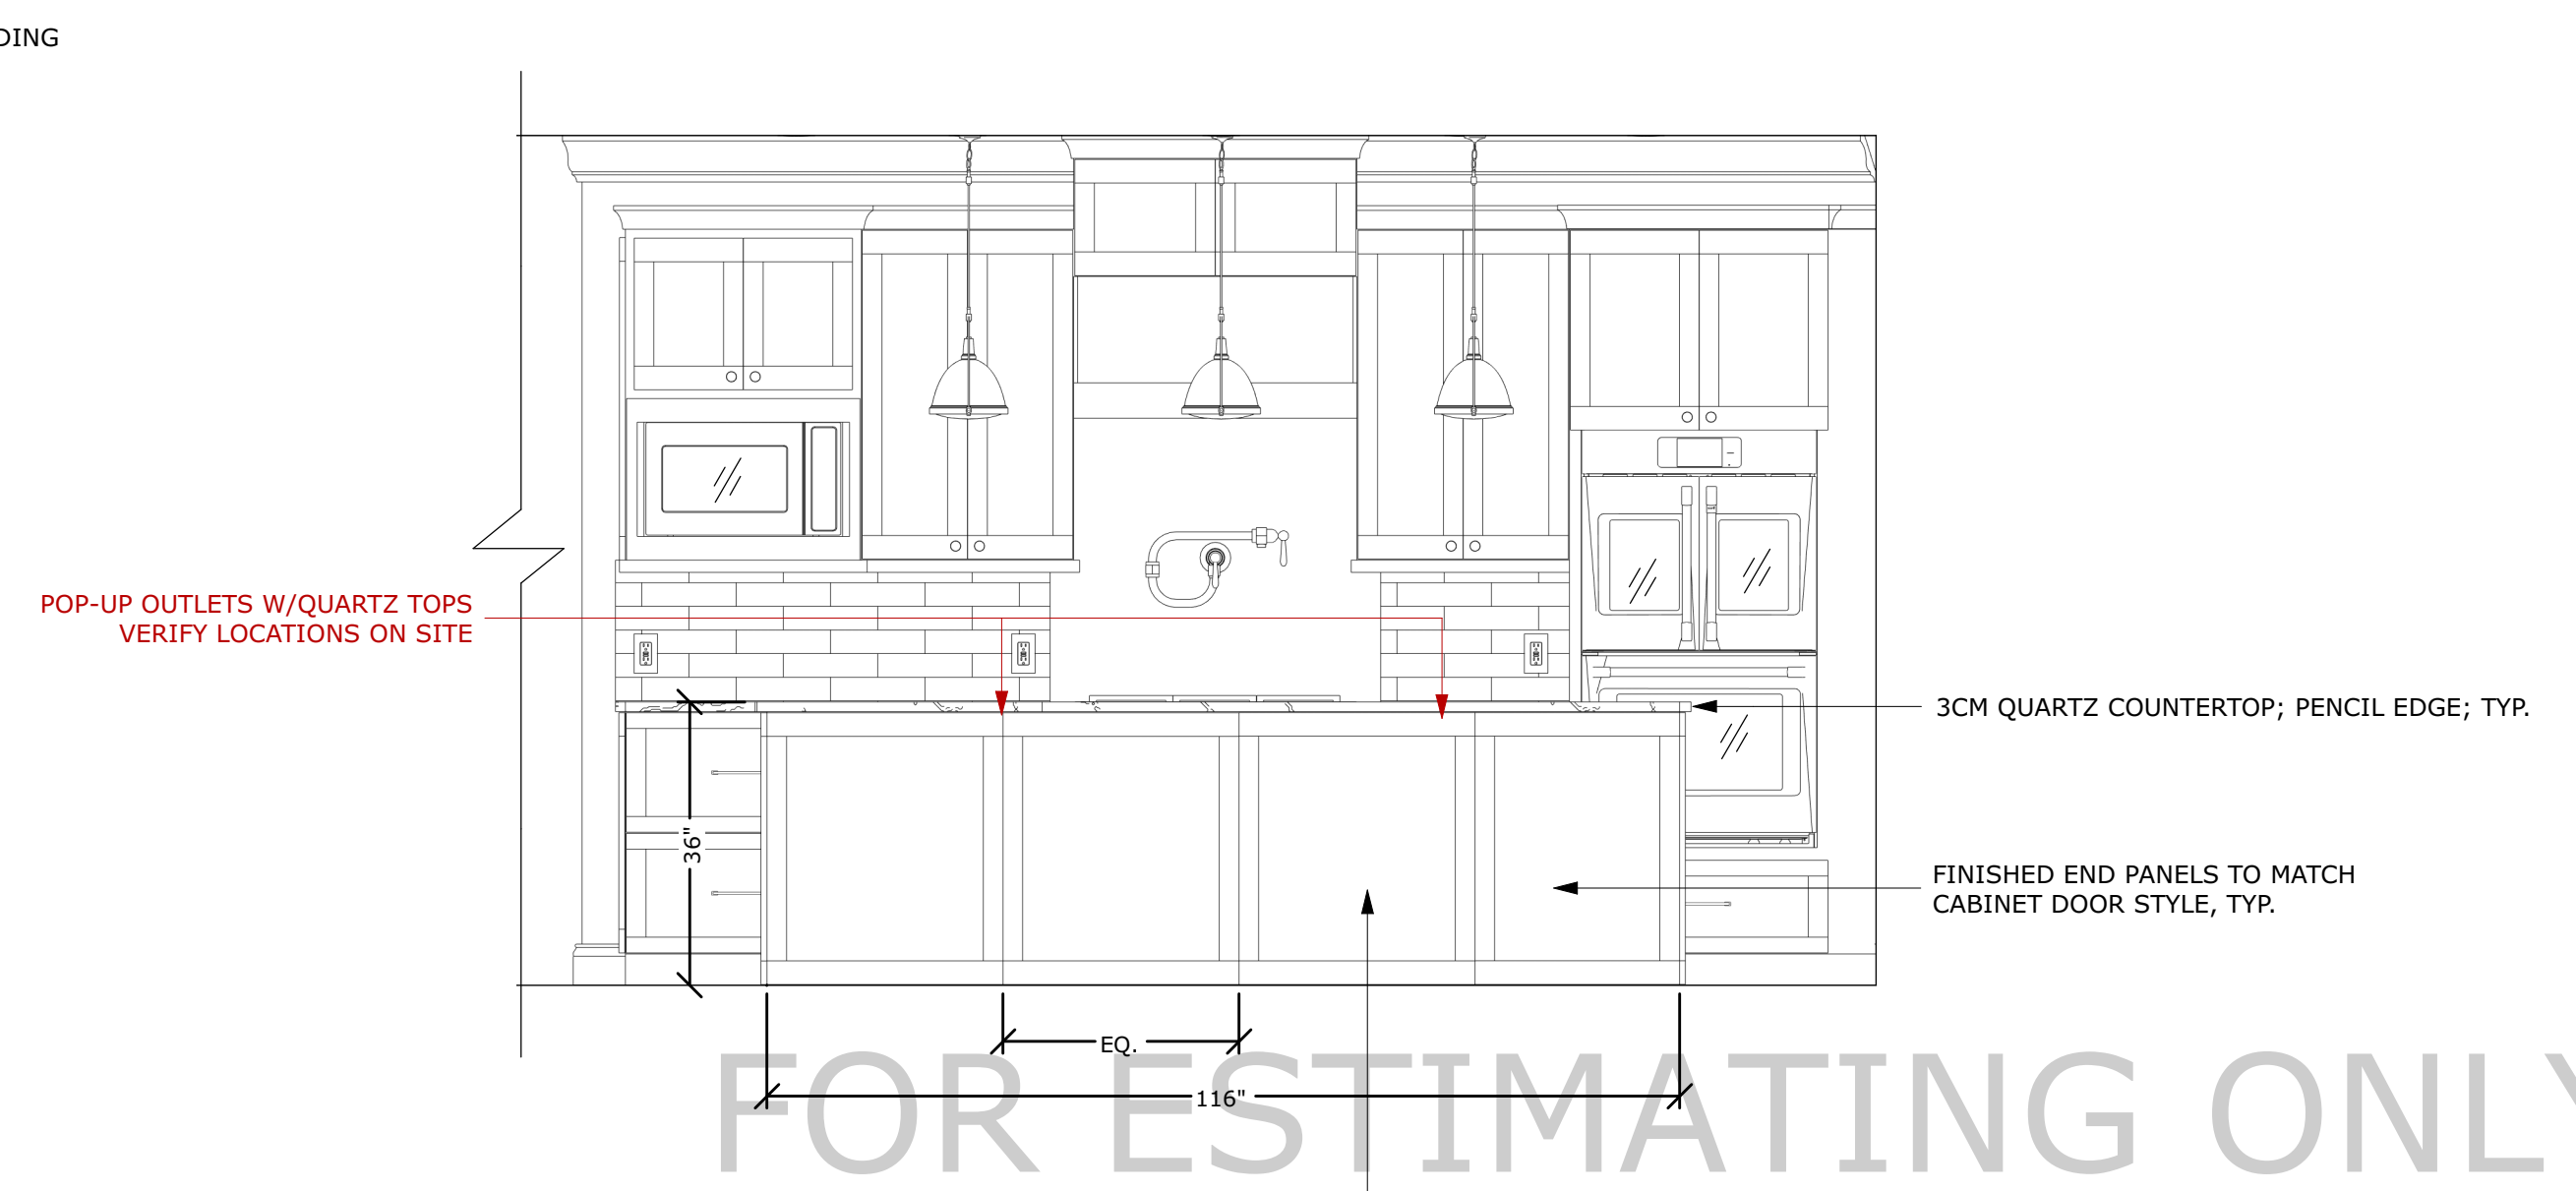 DING
POP-UP OUTLETS W/QUARTZ TOPS
VERIFY LOCATIONS ON SITE
3CM QUARTZ COUNTERTOP; PENCIL EDGE; TYP.
36"
FINISHED END PANELS TO MATCH
CABINET DOOR STYLE, TYP.
EQ.
116"
FOR ESTIMATING ONLY